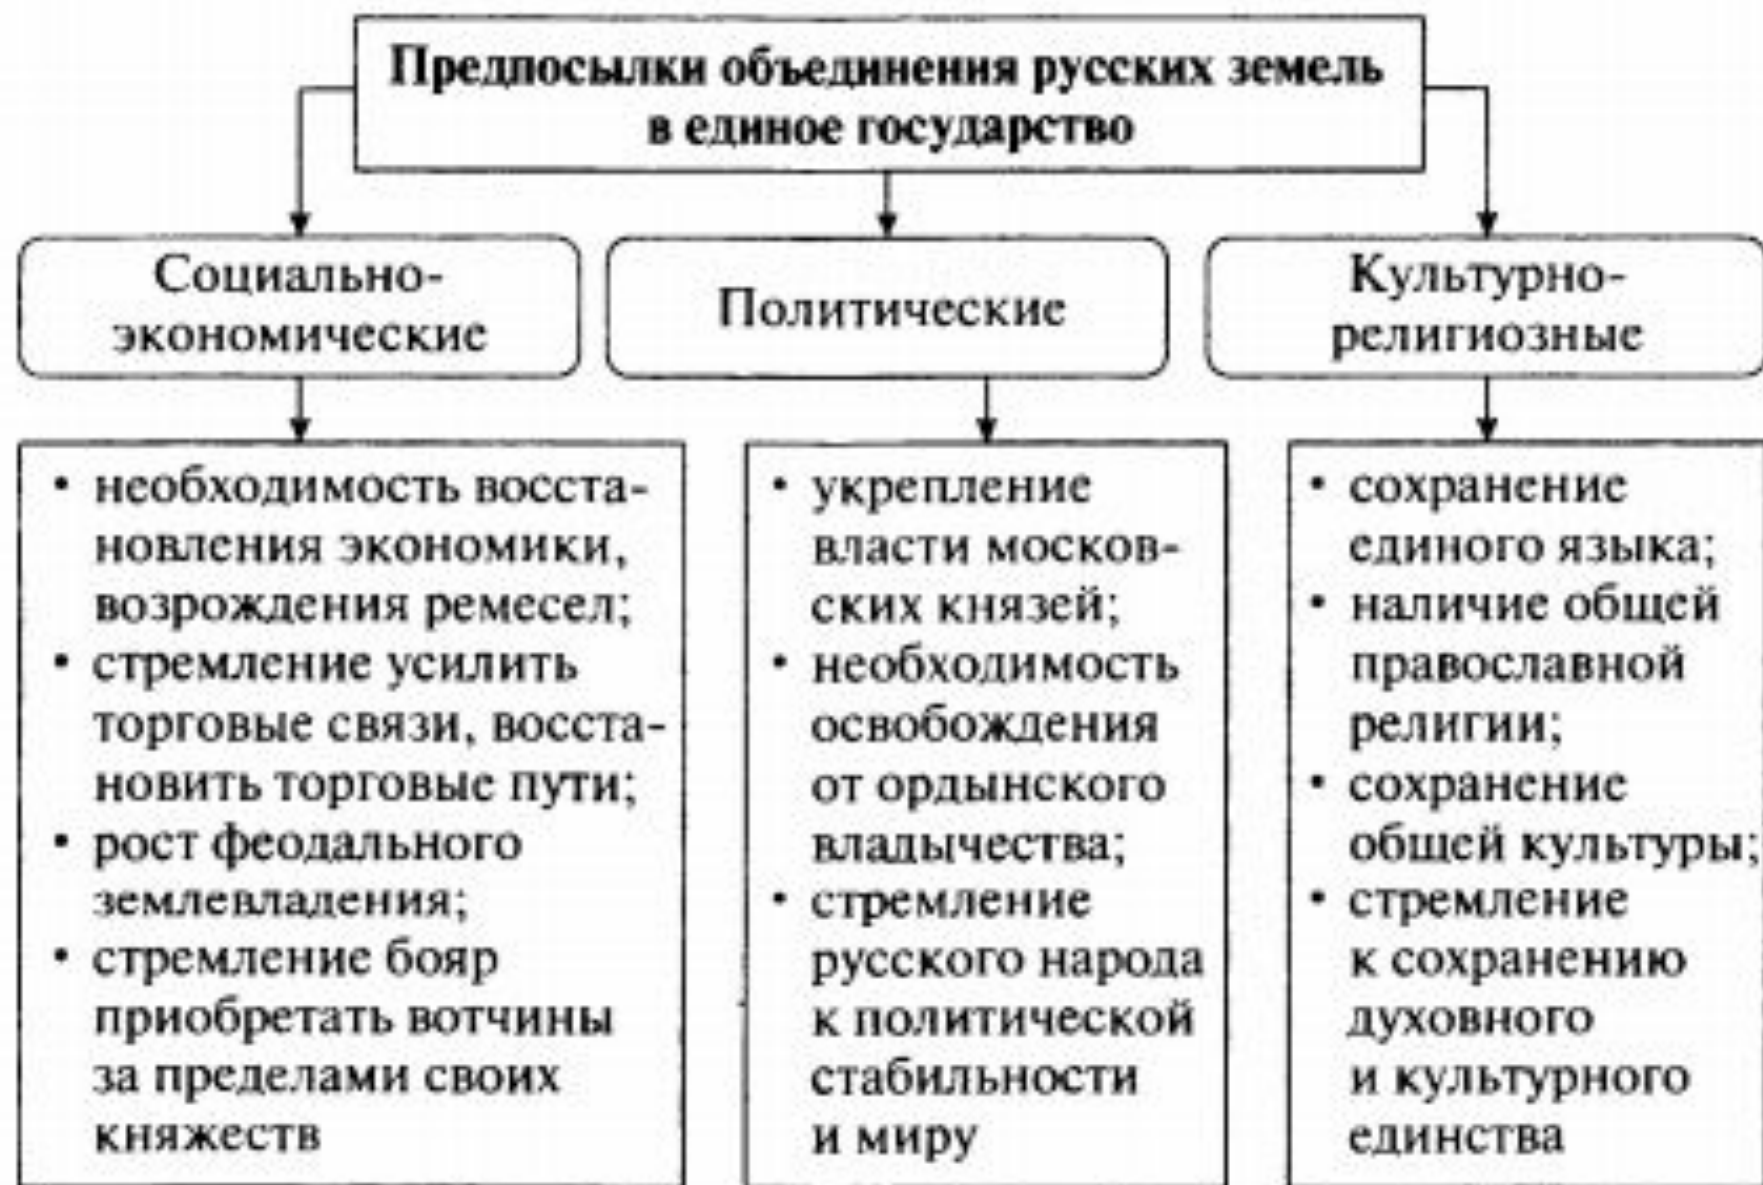 Предпосылки объединения русских земель
в единое государство
Социально-
экономические
• необходимость восста-
новления экономики,
возрождения ремесел;
• стремление усилить
торговые связи, восста-
новить торговые пути;
• рост феодального
землевладения;
• стремление бояр
приобретать вотчины
за пределами своих
княжеств
Политические
• укрепление
власти москов-
ских князей;
• необходимость
освобождения
от ордынского
владычества;
• стремление
русского народа
к политической
стабильности
и миру
Культурно-
религиозные
• сохранение
единого языка;
• наличие общей
православной
религии;
• сохранение
общей культуры;
• стремление
к сохранению
духовного
и культурного
единства